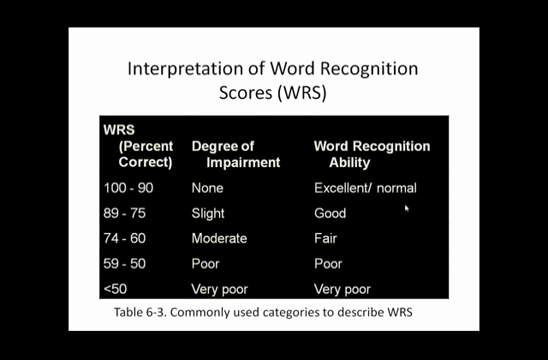 Interpretation of Word Recognition
Scores (WRS)
WRS
(Percent Degree of Word Recognition
Correct) Impairment Ability
100 - 90 None Excellent/ normal
89 - 75 Slight Good
74 - 60 Moderate Fair
59 - 50 Poor Poor
<50 Very poor Very poor
Table 6-3. Commonly used categories to describe WRS